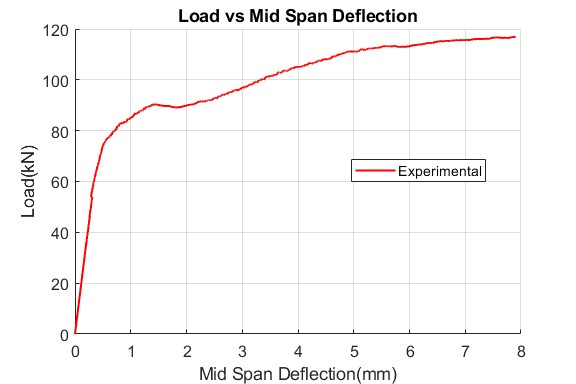 Load vs Mid Span Deflection
120
100
80
60
40
20
0
Load(kN)
Experimental
0 1 2 3 4 5 6 7 8
Mid Span Deflection(mm)